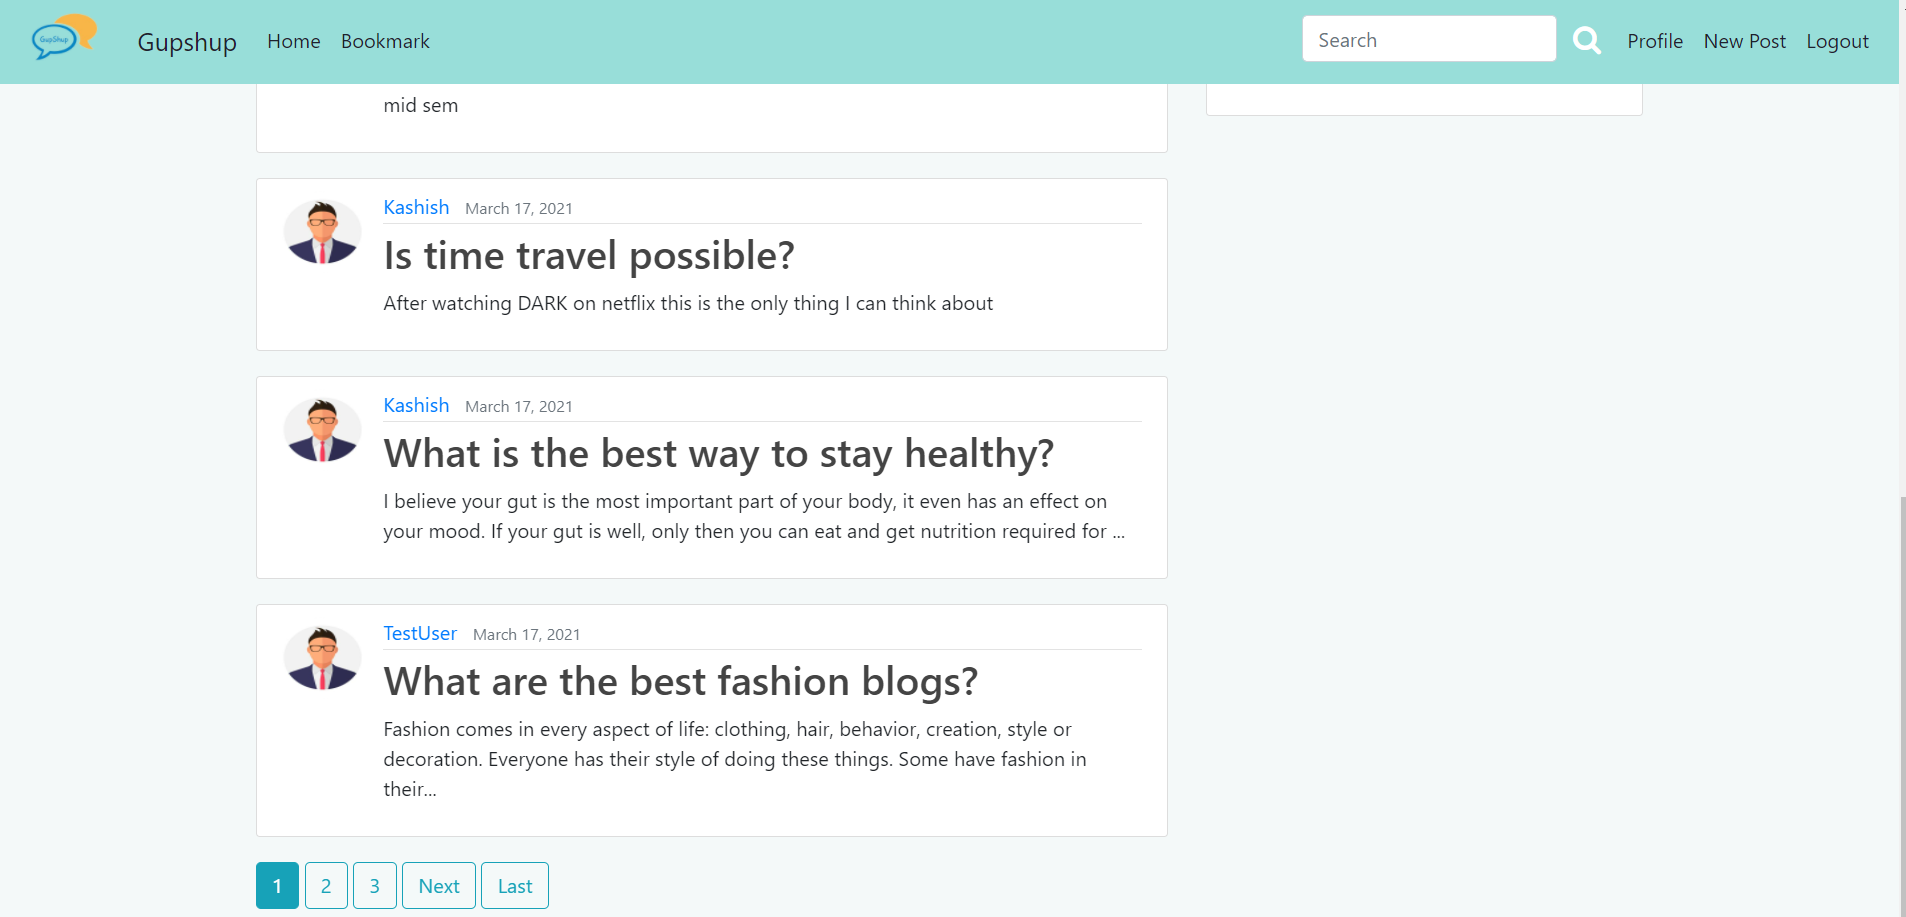 GupShup
Gupshup Home Bookmark Search Profile New Post Logout
mid sem
Kashish March 17, 2021
Is time travel possible?
After watching DARK on netflix this is the only thing I can think about
Kashish March 17, 2021
What is the best way to stay healthy?
I believe your gut is the most important part of your body, it even has an effect on
your mood. If your gut is well, only then you can eat and get nutrition required for ...
TestUser March 17, 2021
What are the best fashion blogs?
Fashion comes in every aspect of life: clothing, hair, behavior, creation, style or
decoration. Everyone has their style of doing these things. Some have fashion in
their...
1 2 3 Next Last